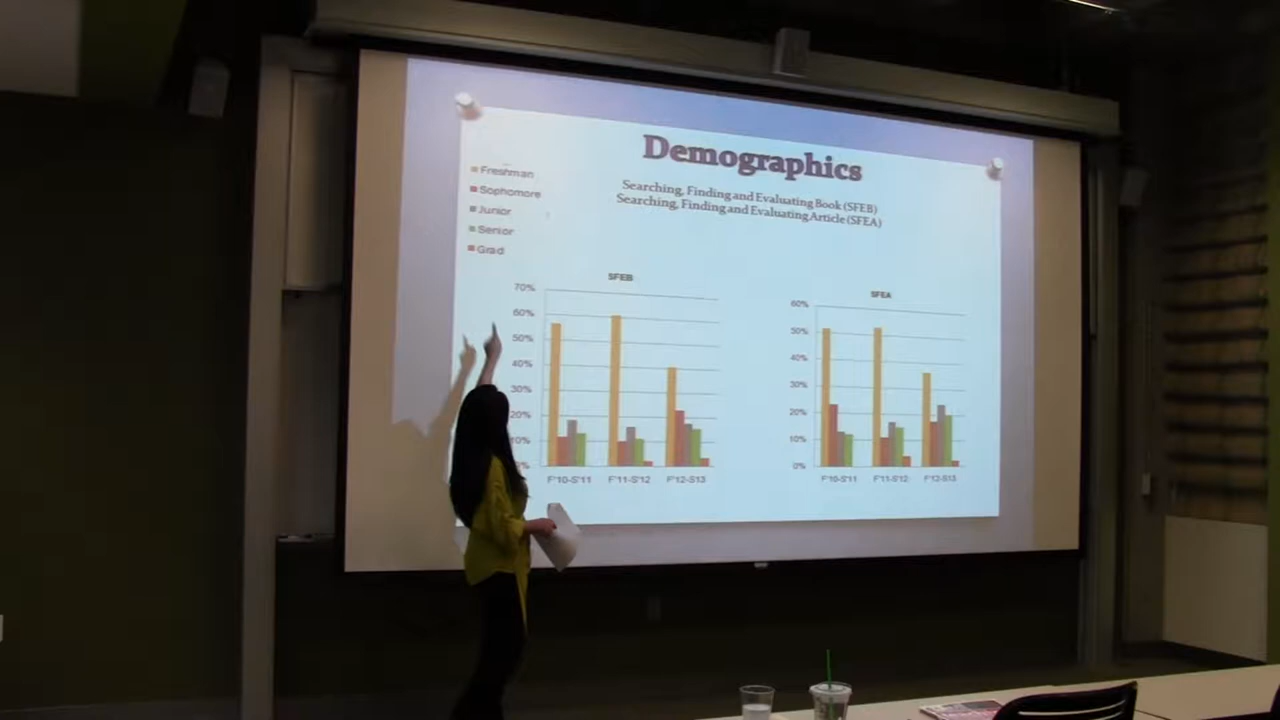 Demographics
Searching, Finding and Evaluating Book (SFEB)
Searching, Finding and Evaluating Article (SFEA)
Freshman
Sophomore
Junior
Senior
Grad
SFEB
70%
60%
50%
40%
30%
20%
10%
0%
F'10-S'11 F'11-S'12 F'12-S13
SFEA
60%
50%
40%
30%
20%
10%
0%
F'10-S'11 F'11-S'12 F'12-S13